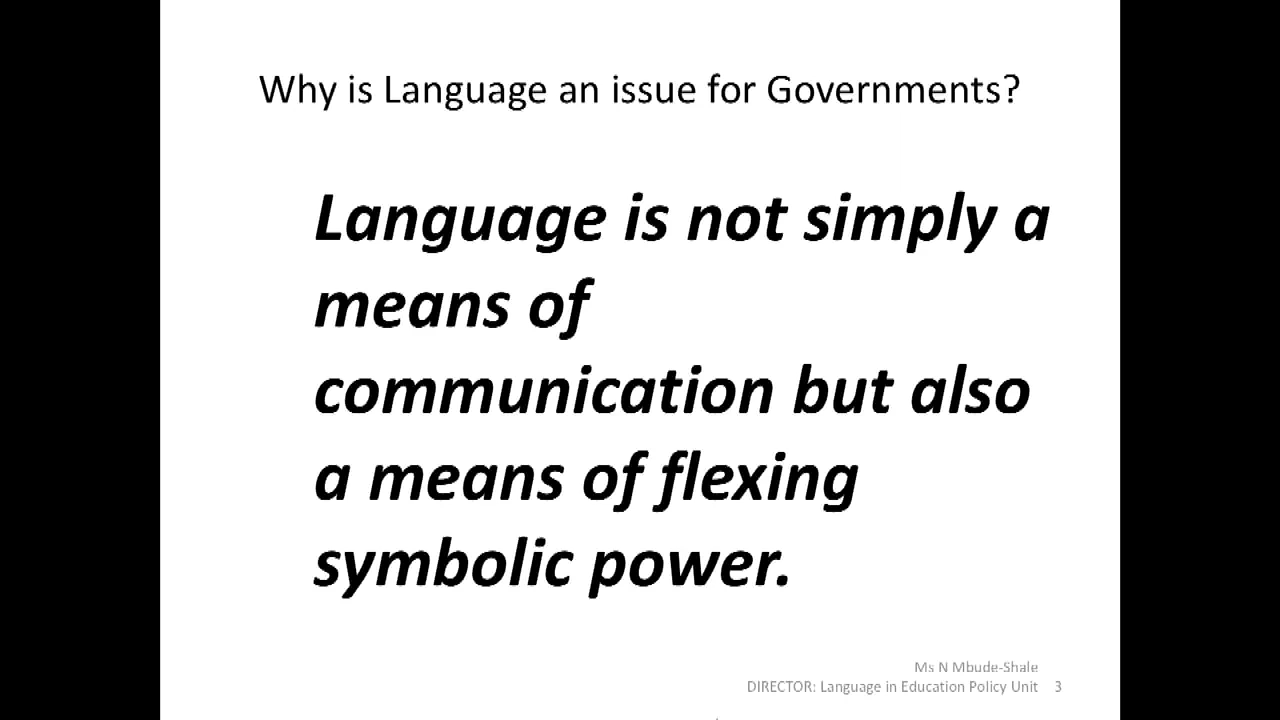 Why is Language an issue for Governments?
Language is not simply a
means of
communication but also
a means of flexing
symbolic power.
Ms N Mbude-Shale
DIRECTOR: Language in Education Policy Unit 3